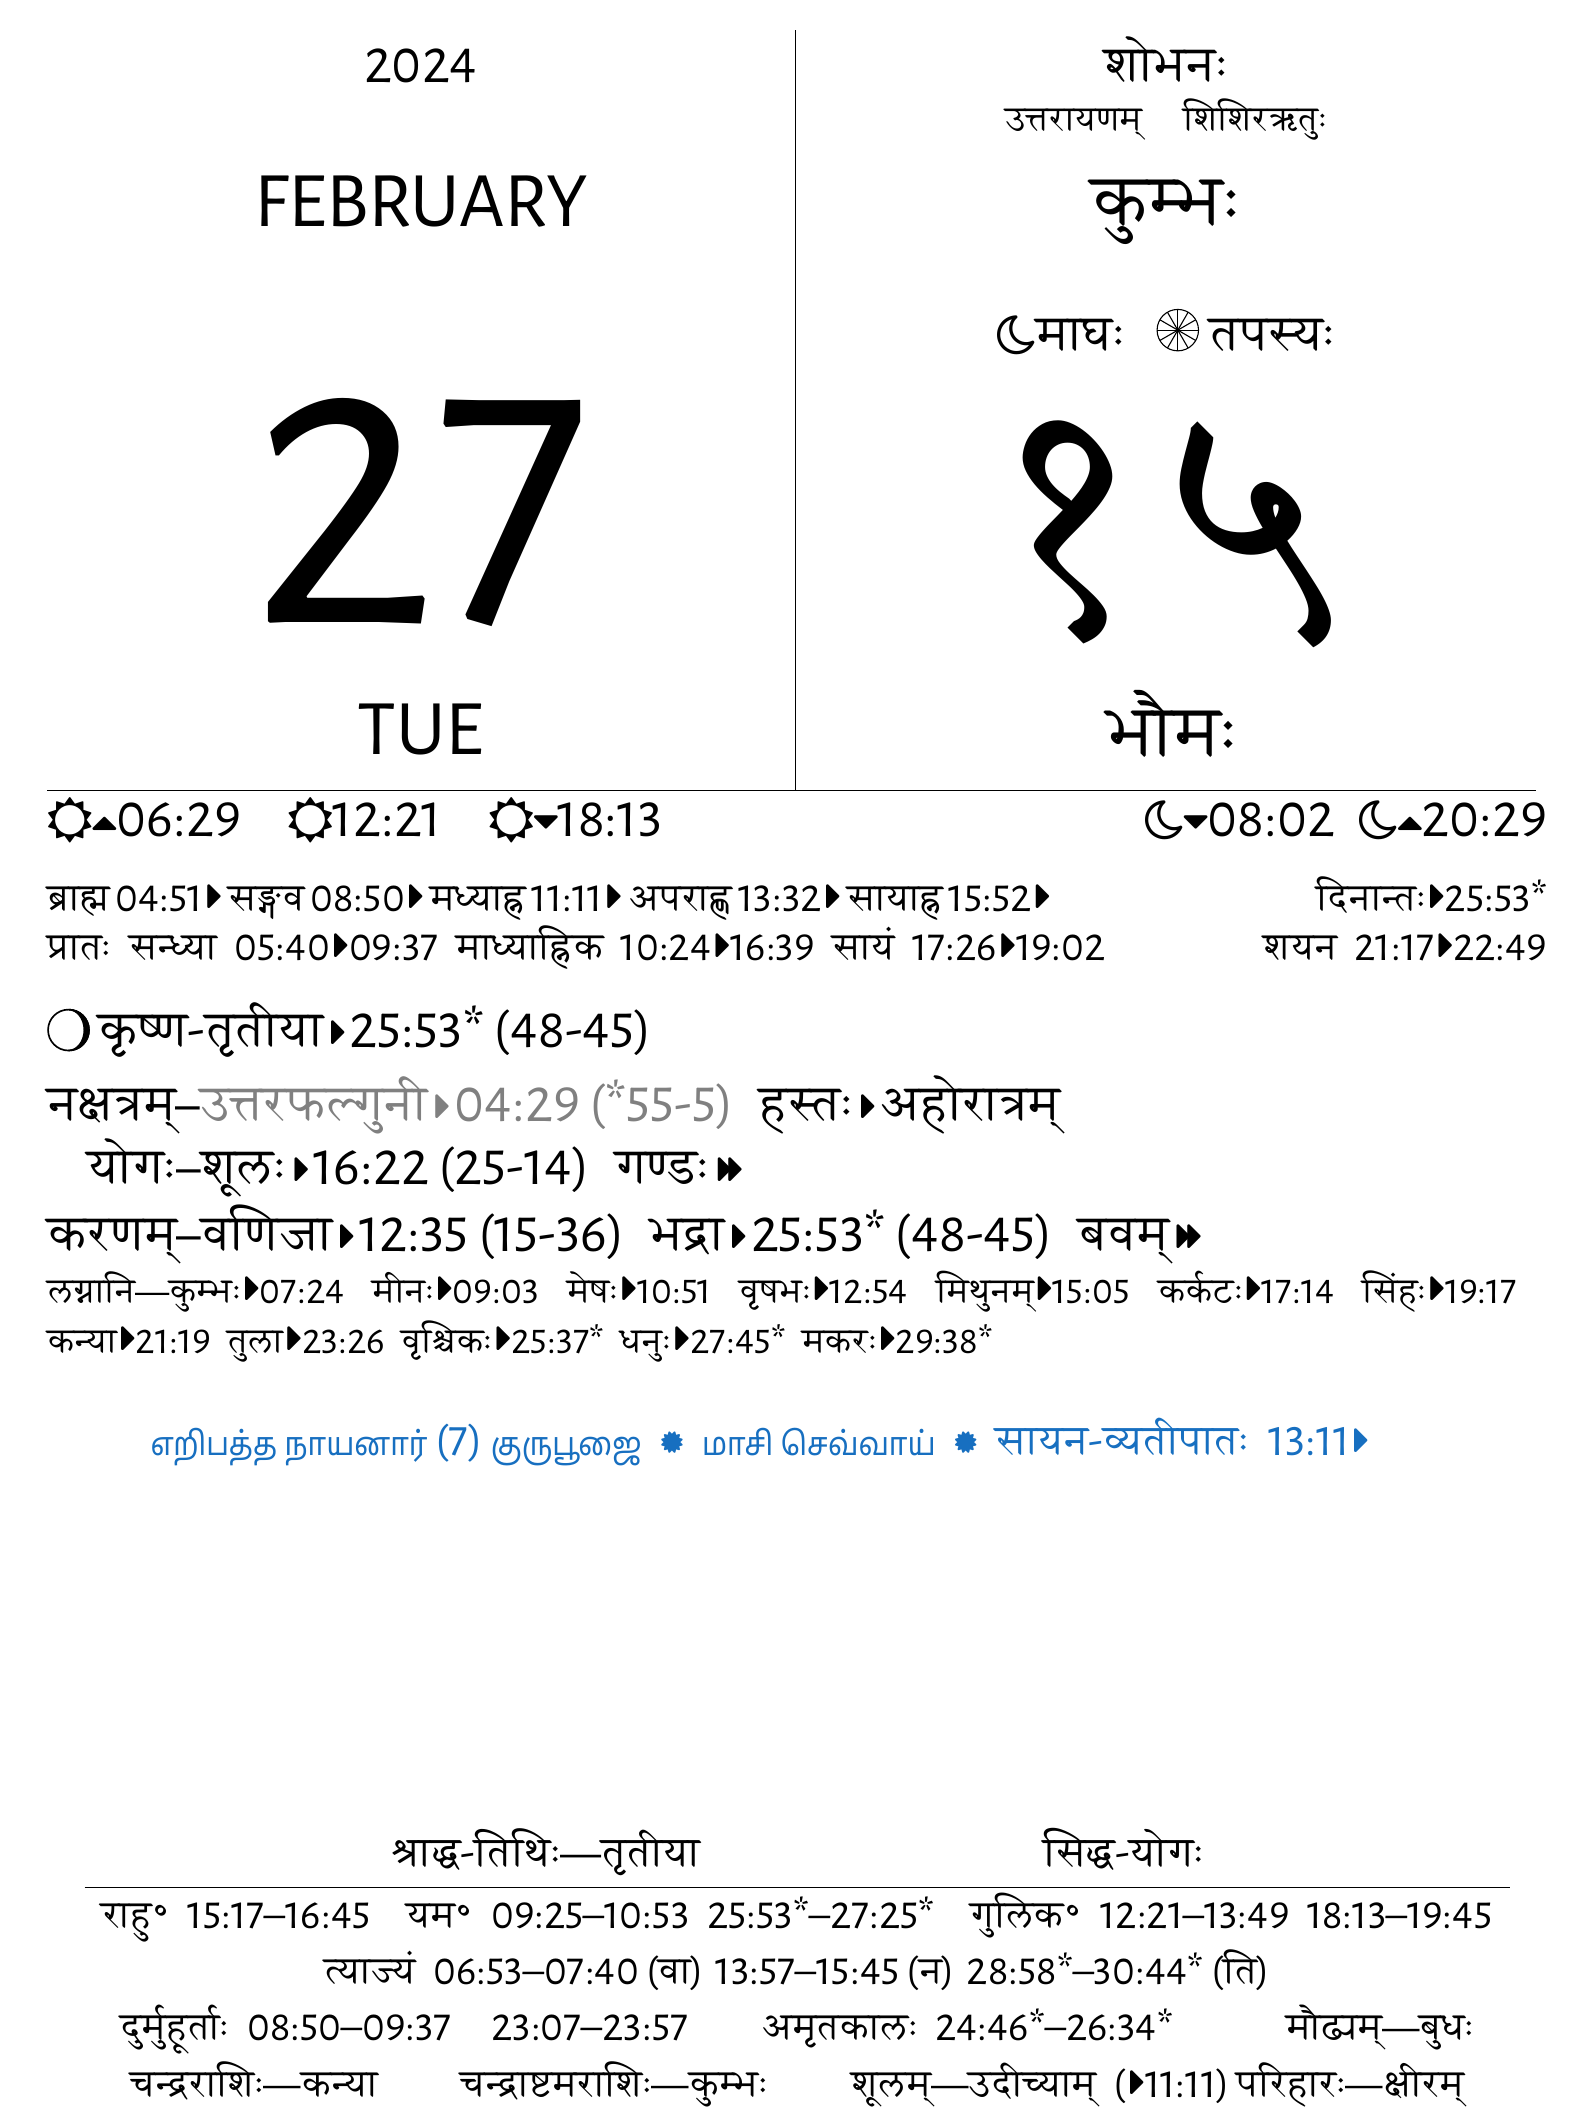 2024
FEBRUARY
27
TUE
शोभनः
उत्तरायणम् शिशिरऋतुः
कुम्भः
माघः तपस्यः
१५
भौमः
06:29 12:21 18:13 08:02 20:29
ब्राह्म 04:51 सङ्गव 08:50 मध्याह्न 11:11 अपराह्ण 13:32 सायाह्न 15:52 दिनान्तः 25:53*
प्रातः सन्ध्या 05:40 09:37 माध्याह्निक 10:24 16:39 सायं 17:26 19:02 शयन 21:17 22:49
कृष्ण-तृतीया 25:53* (48-45)
नक्षत्रम्–उत्तरफल्गुनी 04:29 (*55-5) हस्तः अहोरात्रम्
योगः–शूलः 16:22 (25-14) गण्डः
करणम्–वणिजा 12:35 (15-36) भद्रा 25:53* (48-45) बवम्
लग्नानि—कुम्भः 07:24 मीनः 09:03 मेषः 10:51 वृषभः 12:54 मिथुनम् 15:05 कर्कटः 17:14 सिंहः 19:17
कन्या 21:19 तुला 23:26 वृश्चिकः 25:37* धनुः 27:45* मकरः 29:38*
எறிபத்த நாயனார் (7) குருபூஜை ✹ மாசி செவ்வாய் ✹ सायन-व्यतीपातः 13:11
श्राद्ध-तिथिः—तृतीया सिद्ध-योगः
राहु॰ 15:17–16:45 यम॰ 09:25–10:53 25:53*–27:25* गुलिक॰ 12:21–13:49 18:13–19:45
त्याज्यं 06:53–07:40 (वा) 13:57–15:45 (न) 28:58*–30:44* (ति)
दुर्मुहूर्ताः 08:50–09:37 23:07–23:57 अमृतकालः 24:46*–26:34* मौढ्यम्—बुधः
चन्द्रराशिः—कन्या चन्द्राष्टमराशिः—कुम्भः शूलम्—उदीच्याम् (11:11) परिहारः—क्षीरम्